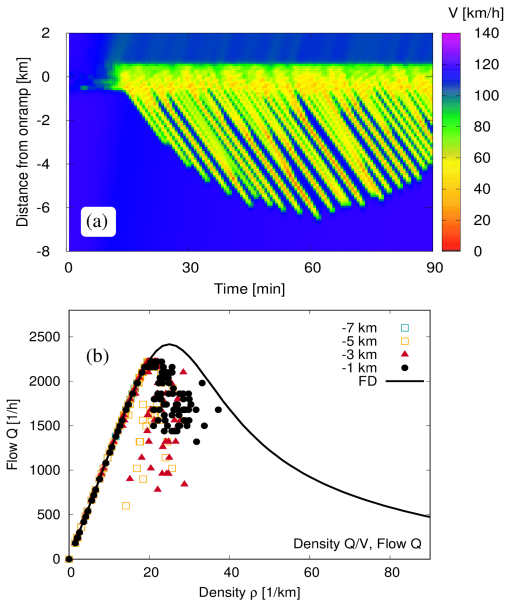 V [km/h]
2
0
-2
-4
-6
-8
Distance from onramp [km]
(a)
0
30
60
90
Time [min]
140
120
100
80
60
40
20
0
(b)
2500
2000
1500
1000
500
0
Flow Q [1/h]
-7 km
-5 km
-3 km
-1 km
FD
Density Q/V, Flow Q
0
20
40
60
80
Density ρ [1/km]